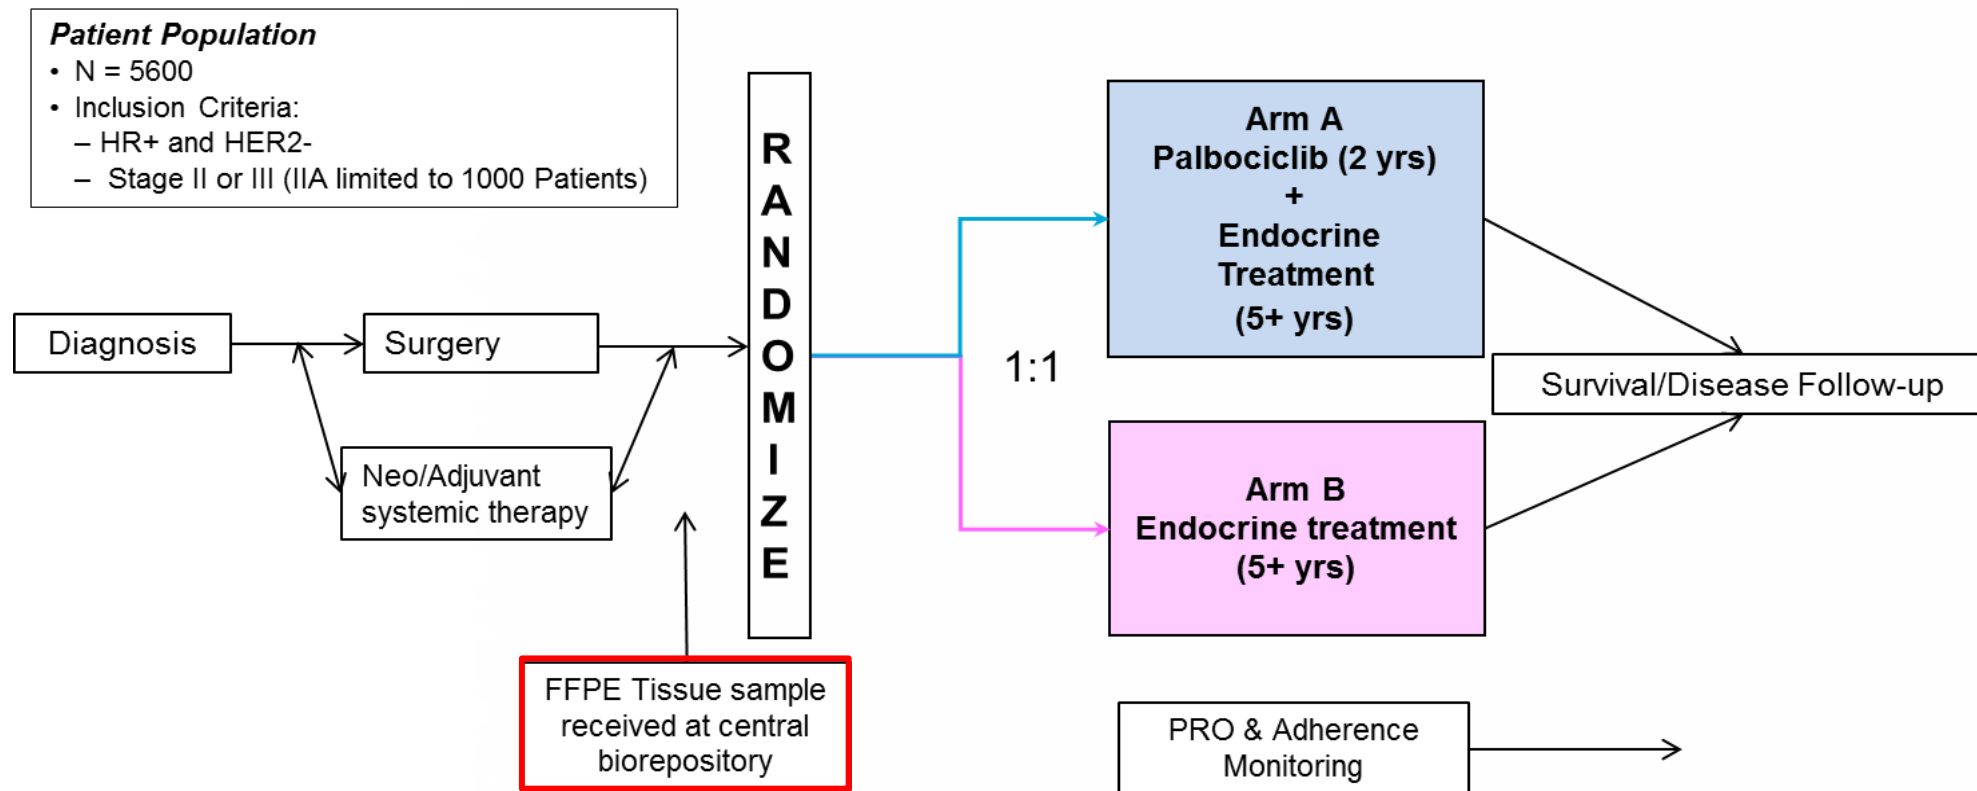 Patient Population
• N = 5600
• Inclusion Criteria:
– HR+ and HER2-
– Stage II or III (IIA limited to 1000 Patients)
Diagnosis
Surgery
Neo/Adjuvant
systemic therapy
FFPE Tissue sample
received at central
biorepository
R
A
N
D
O
M
I
Z
E
1:1
Arm A
Palbociclib (2 yrs)
+
Endocrine
Treatment
(5+ yrs)
Arm B
Endocrine treatment
(5+ yrs)
Survival/Disease Follow-up
PRO & Adherence
Monitoring